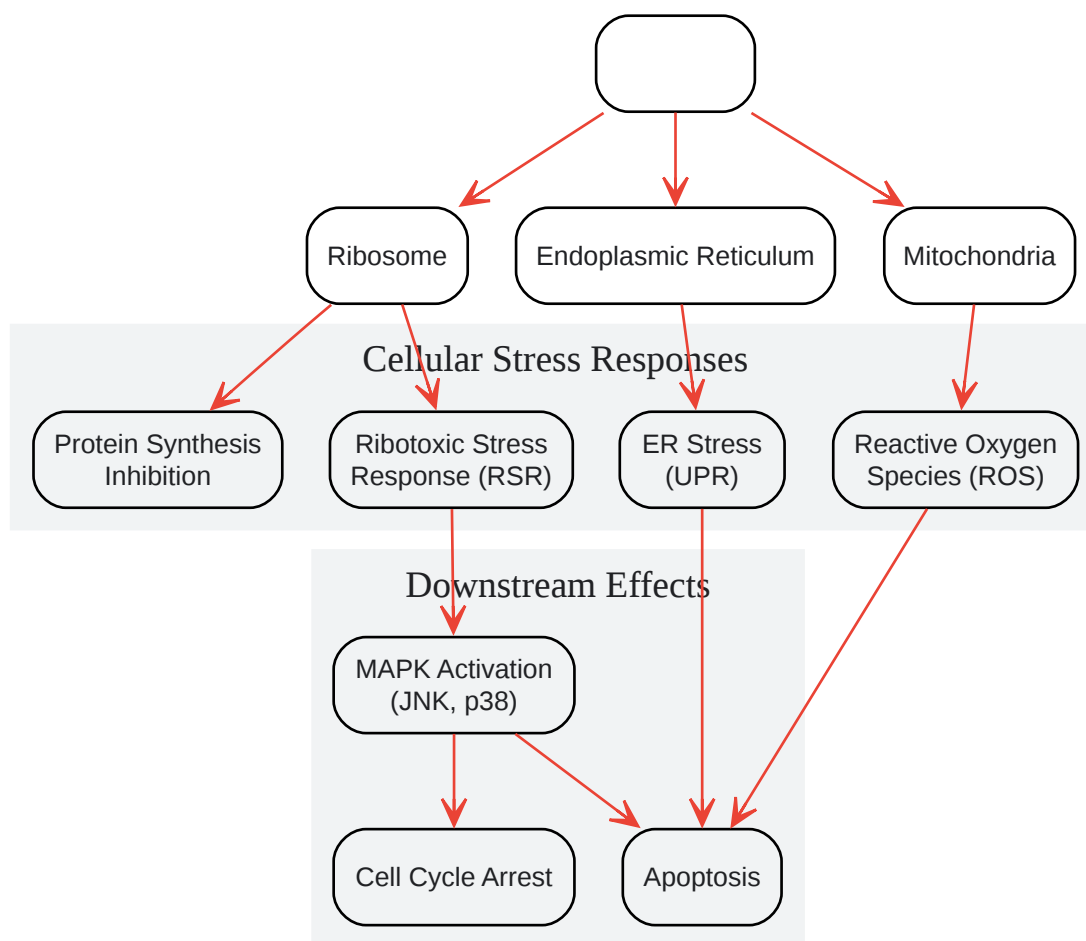 Ribosome
Endoplasmic Reticulum
Mitochondria
Cellular Stress Responses
Protein Synthesis
Inhibition
Ribotoxic Stress
Response (RSR)
ER Stress
(UPR)
Reactive Oxygen
Species (ROS)
Downstream Effects
MAPK Activation
(JNK, p38)
Cell Cycle Arrest
Apoptosis